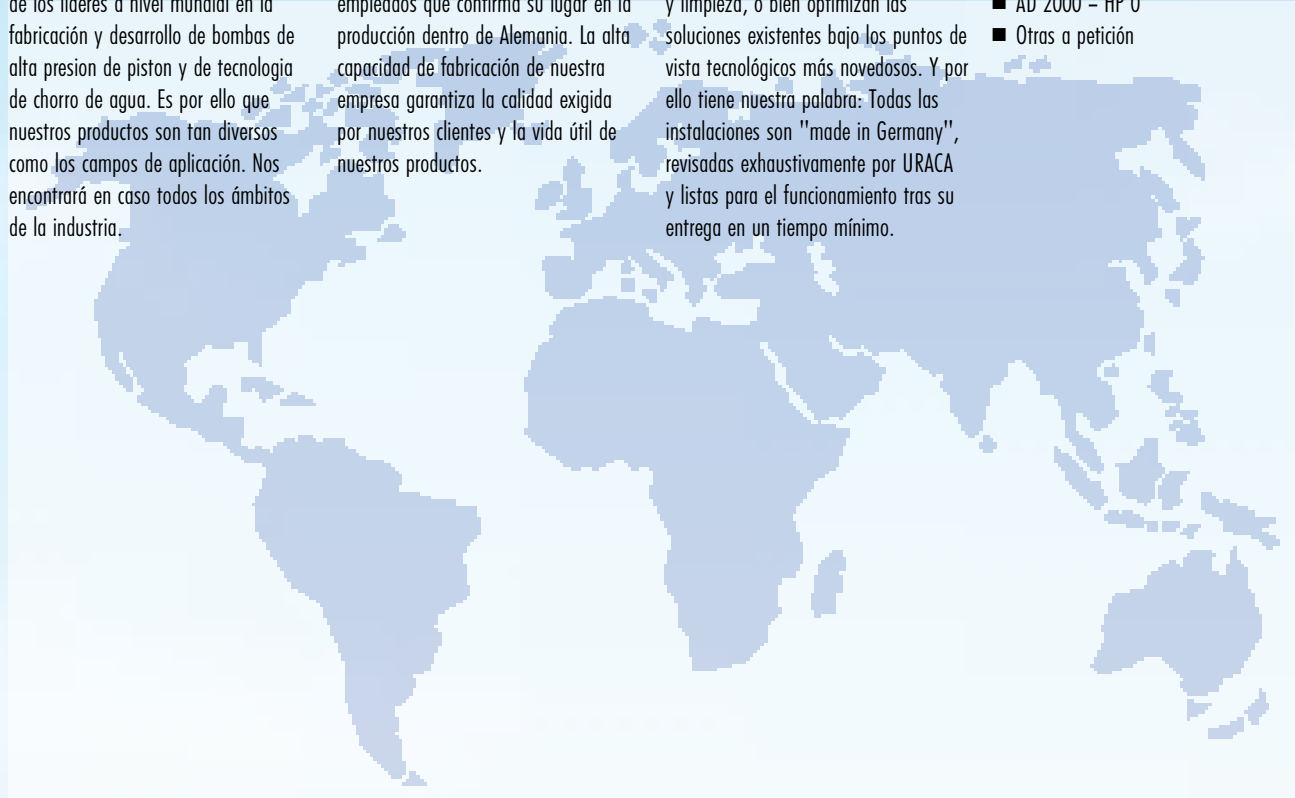 de los líderes a nivel mundial en la
fabricación y desarrollo de bombas de
alta presion de piston y de tecnologia
de chorro de agua. Es por ello que
nuestros productos son tan diversos
como los campos de aplicación. Nos
encontrará en caso todos los ámbitos
de la industria.
empleados que confirma su lugar en la
producción dentro de Alemania. La alta
capacidad de fabricación de nuestra
empresa garantiza la calidad exigida
por nuestros clientes y la vida útil de
nuestros productos.
y limpieza, o bien optimizan las
soluciones existentes bajo los puntos de
vista tecnológicos más novedosos. Y por
ello tiene nuestra palabra: Todas las
instalaciones son "made in Germany",
revisadas exhaustivamente por URACA
y listas para el funcionamiento tras su
entrega en un tiempo mínimo.
■ AD 2000 – HP 0
■ Otras a petición